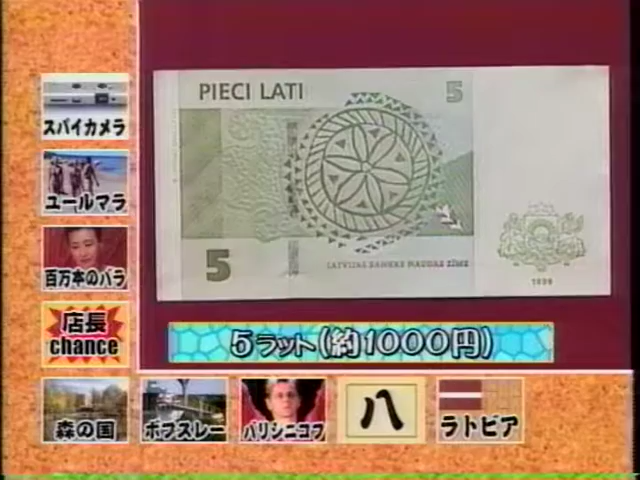 PIECI LATI
5
5
LATVIJAS BANKAS NAUDAS ZĪME
スパイカメラ
ユールマラ
百万本のバラ
店長
chance
5ラット(約1000円)
森の国
ボブスレー
バリシニコフ
八
ラトビア